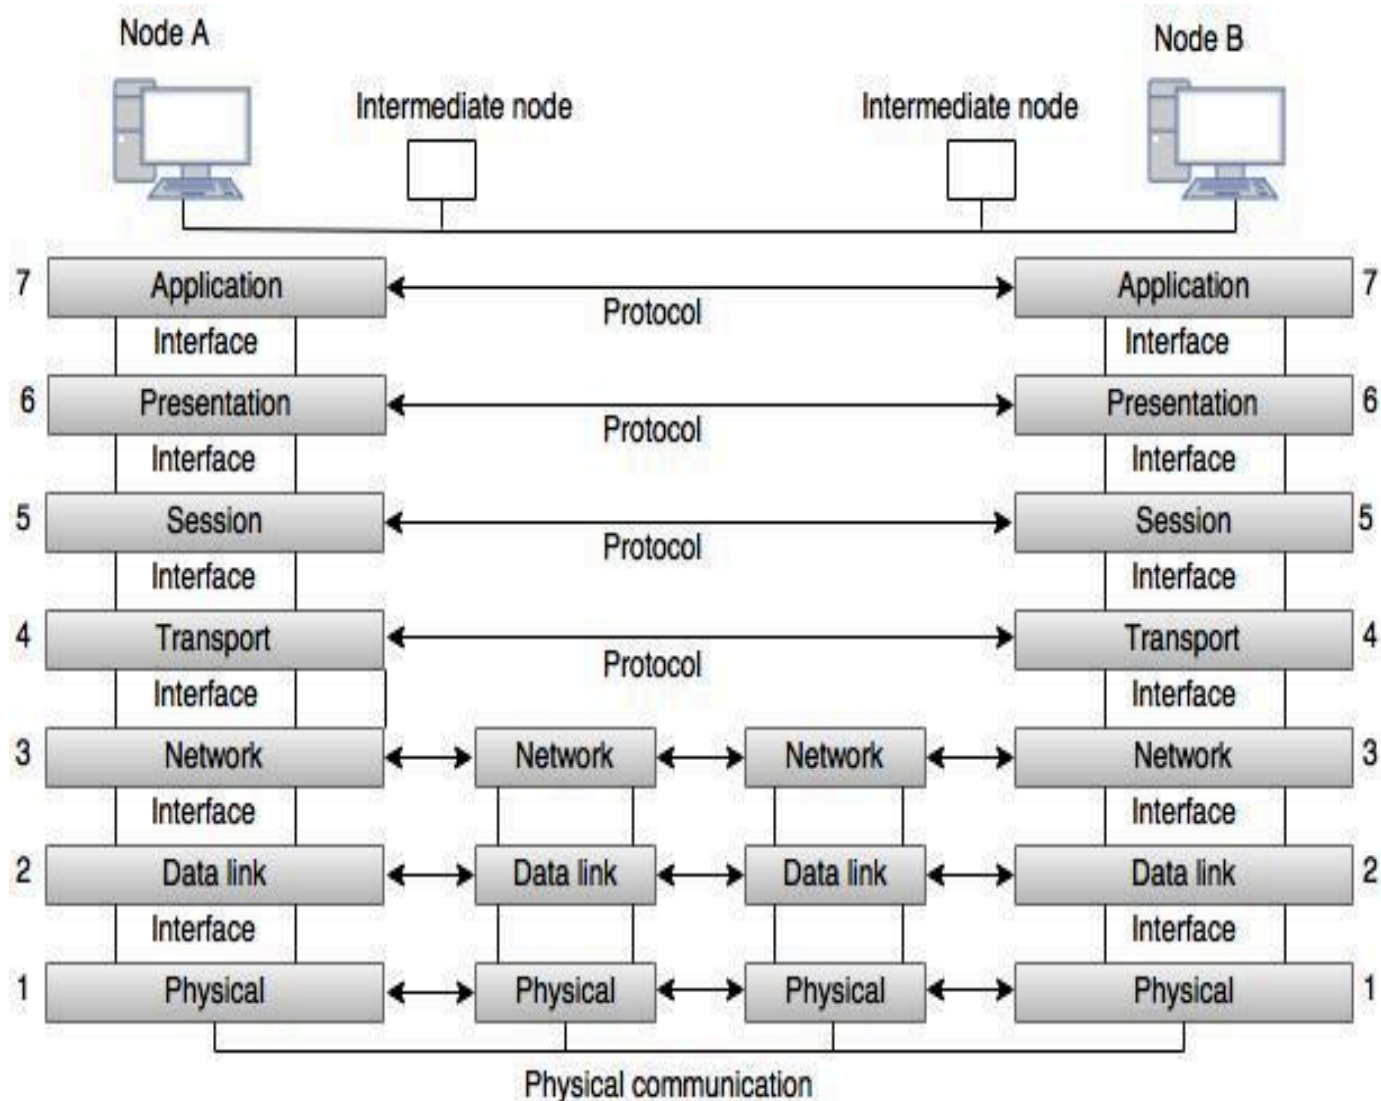 Node A
Node B
Intermediate node
Intermediate node
7 Application Application 7
Protocol
Interface Interface
6 Presentation Presentation 6
Protocol
Interface Interface
5 Session Session 5
Protocol
Interface Interface
4 Transport Transport 4
Protocol
Interface Interface
3 Network Network Network Network 3
Interface Interface
2 Data link Data link Data link Data link 2
Interface Interface
1 Physical Physical Physical Physical 1
Physical communication